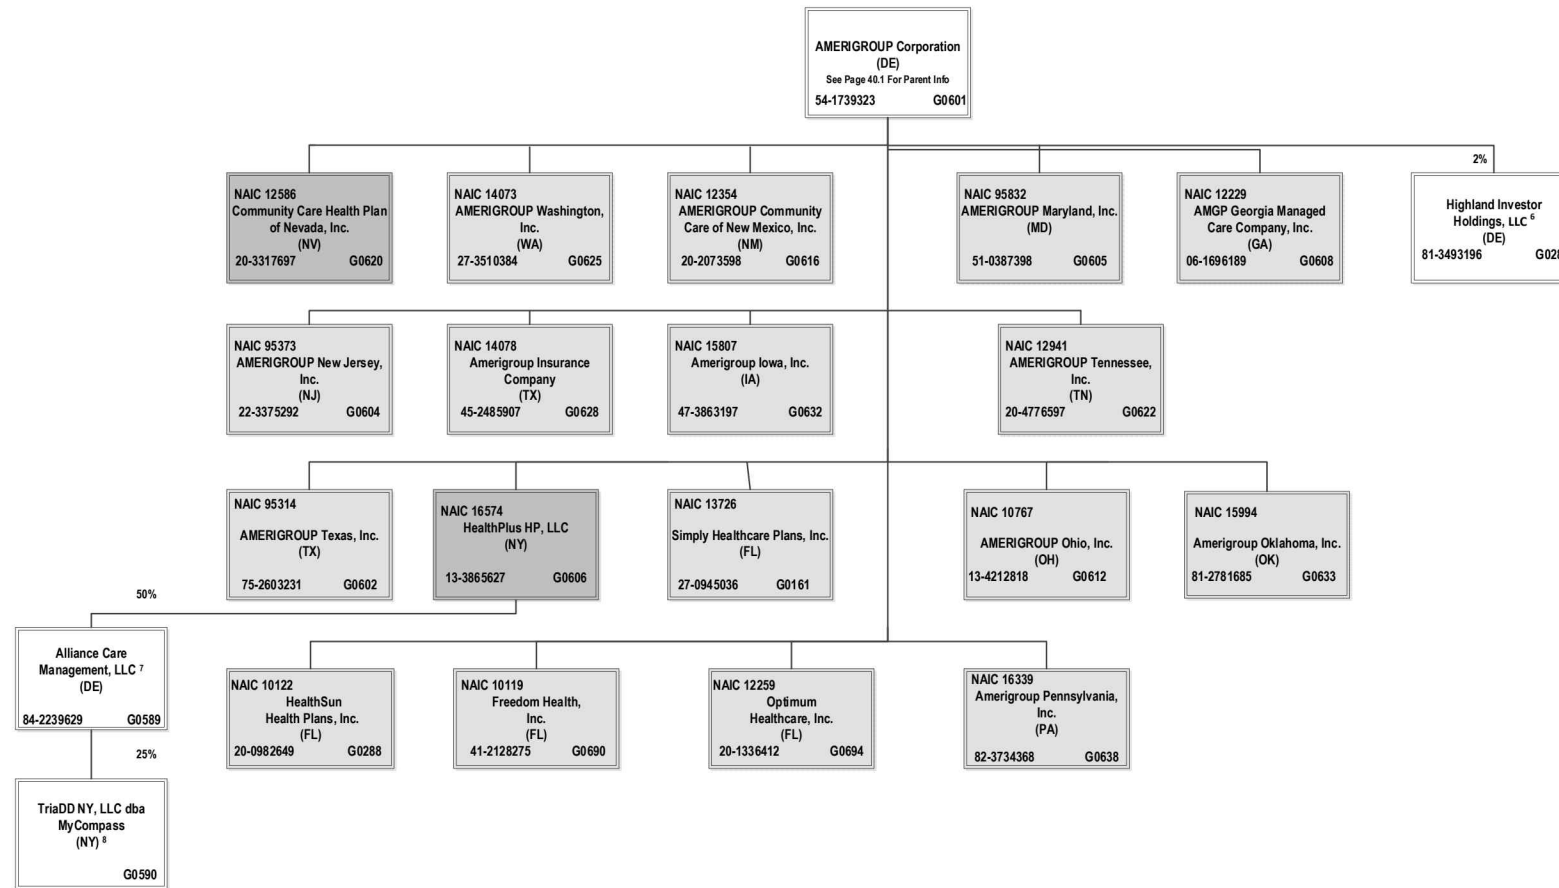 AMERIGROUP Corporation
(DE)
See Page 40.1 For Parent Info
54-1739323 G0601
2%
NAIC 12586
Community Care Health Plan
of Nevada, Inc.
(NV)
20-3317697 G0620
NAIC 14073
AMERIGROUP Washington,
Inc.
(WA)
27-3510384 G0625
NAIC 12354
AMERIGROUP Community
Care of New Mexico, Inc.
(NM)
20-2073598 G0616
NAIC 95832
AMERIGROUP Maryland, Inc.
(MD)
51-0387398 G0605
NAIC 12229
AMGP Georgia Managed
Care Company, Inc.
(GA)
06-1696189 G0608
Highland Investor
Holdings, LLC 6
(DE)
81-3493196 G028
NAIC 95373
AMERIGROUP New Jersey,
Inc.
(NJ)
22-3375292 G0604
NAIC 14078
Amerigroup Insurance
Company
(TX)
45-2485907 G0628
NAIC 15807
Amerigroup Iowa, Inc.
(IA)
47-3863197 G0632
NAIC 12941
AMERIGROUP Tennessee,
Inc.
(TN)
20-4776597 G0622
NAIC 95314
AMERIGROUP Texas, Inc.
(TX)
75-2603231 G0602
NAIC 16574
HealthPlus HP, LLC
(NY)
13-3865627 G0606
NAIC 13726
Simply Healthcare Plans, Inc.
(FL)
27-0945036 G0161
NAIC 10767
AMERIGROUP Ohio, Inc.
(OH)
13-4212818 G0612
NAIC 15994
Amerigroup Oklahoma, Inc.
(OK)
81-2781685 G0633
50%
Alliance Care
Management, LLC 7
(DE)
84-2239629 G0589
NAIC 10122
HealthSun
Health Plans, Inc.
(FL)
20-0982649 G0288
NAIC 10119
Freedom Health,
Inc.
(FL)
41-2128275 G0690
NAIC 12259
Optimum
Healthcare, Inc.
(FL)
20-1336412 G0694
NAIC 16339
Amerigroup Pennsylvania,
Inc.
(PA)
82-3734368 G0638
25%
TriaDD NY, LLC dba
MyCompass
(NY) 8
G0590